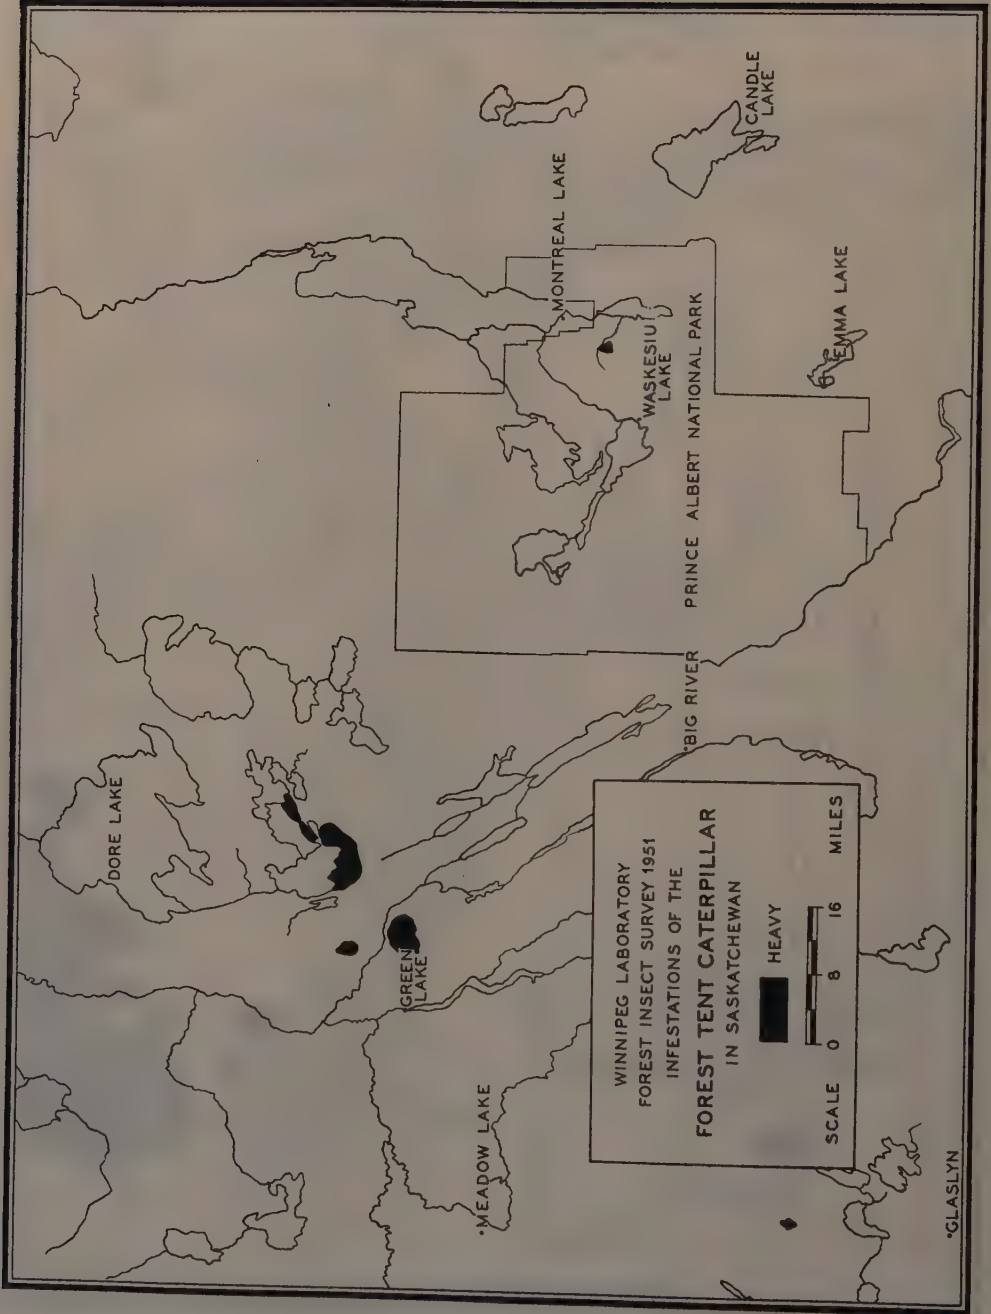 DORE LAKE
MONTREAL LAKE
CANDLE
LAKE
WASKESIU
LAKE
GREEN
LAKE
PRINCE ALBERT NATIONAL PARK
BIG RIVER
EMMA LAKE
MEADOW LAKE
GLASLYN
WINNIPEG LABORATORY
FOREST INSECT SURVEY 1951
INFESTATIONS OF THE
FOREST TENT CATERPILLAR
IN SASKATCHEWAN
HEAVY
SCALE 0 8 16 MILES